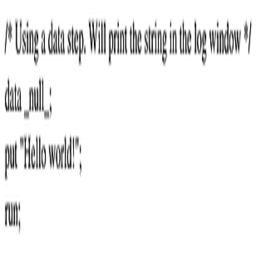 /* Using a data step. Will print the string in the log window */
data _null_;
put "Hello world!";
run;